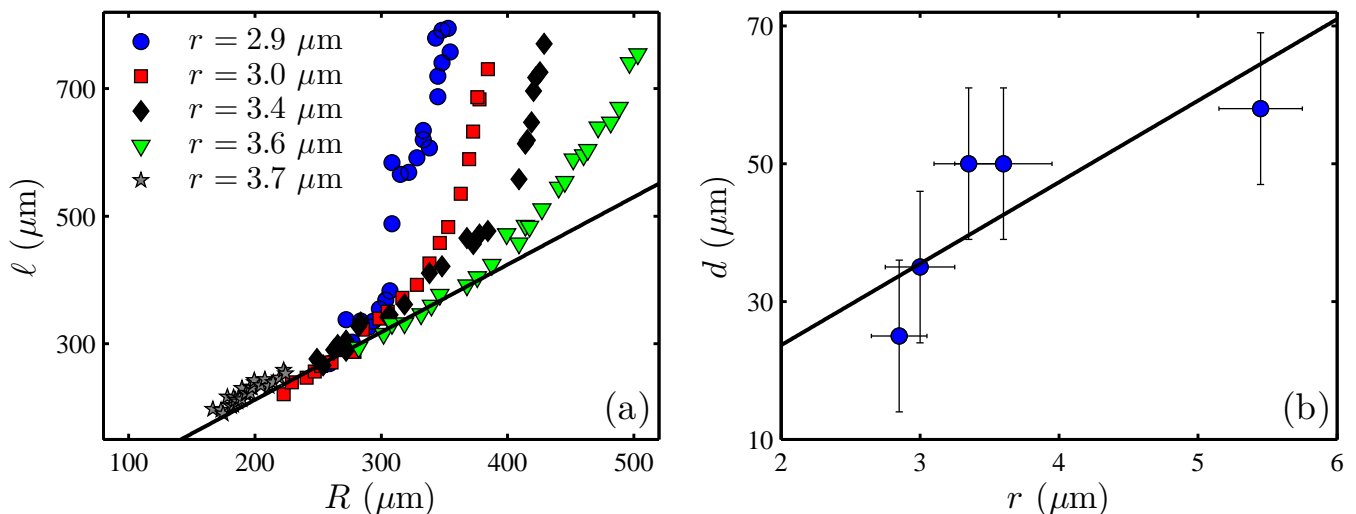 r = 2.9 μm
r = 3.0 μm
r = 3.4 μm
r = 3.6 μm
r = 3.7 μm
700
500
300
ℓ (μm)
(a)
100 200 300 400 500
R (μm)
70
50
30
10
d (μm)
(b)
2 3 4 5 6
r (μm)